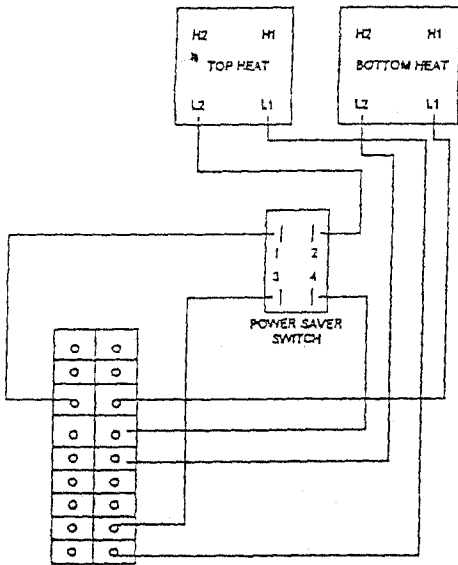 H2 H1
TOP HEAT
L2 L1
H2 H1
BOTTOM HEAT
L2 L1
1 2
3 4
POWER SAVER
SWITCH